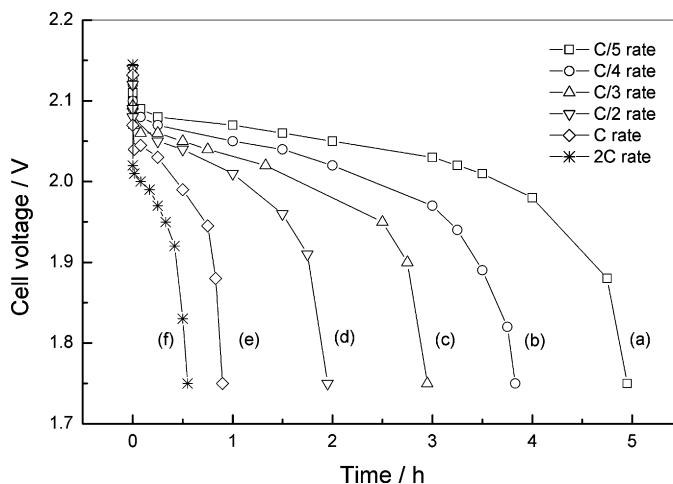 2.2
2.1
2.0
1.9
1.8
1.7
Cell voltage / V
C/5 rate
C/4 rate
C/3 rate
C/2 rate
C rate
2C rate
(f)
(e)
(d)
(c)
(b)
(a)
0
1
2
3
4
5
Time / h